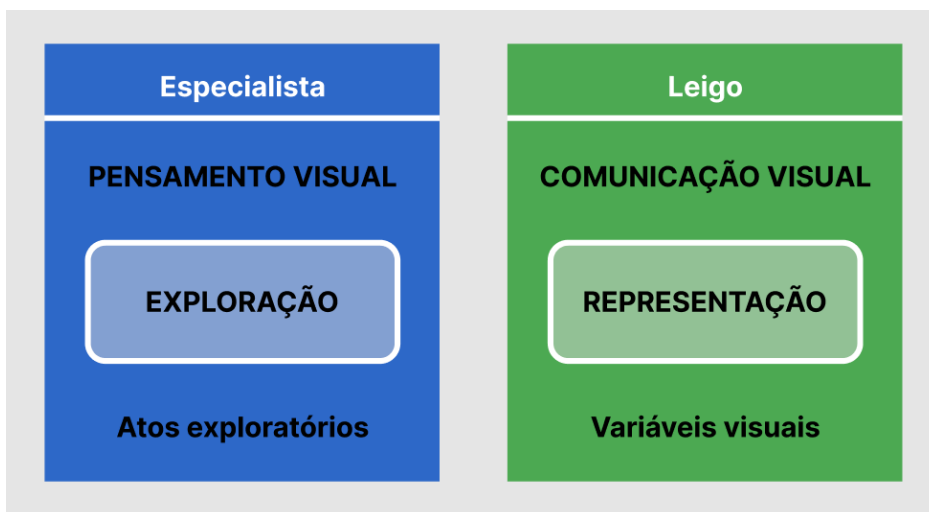 Especialista
PENSAMENTO VISUAL
EXPLORAÇÃO
Atos exploratórios
Leigo
COMUNICAÇÃO VISUAL
REPRESENTAÇÃO
Variáveis visuais